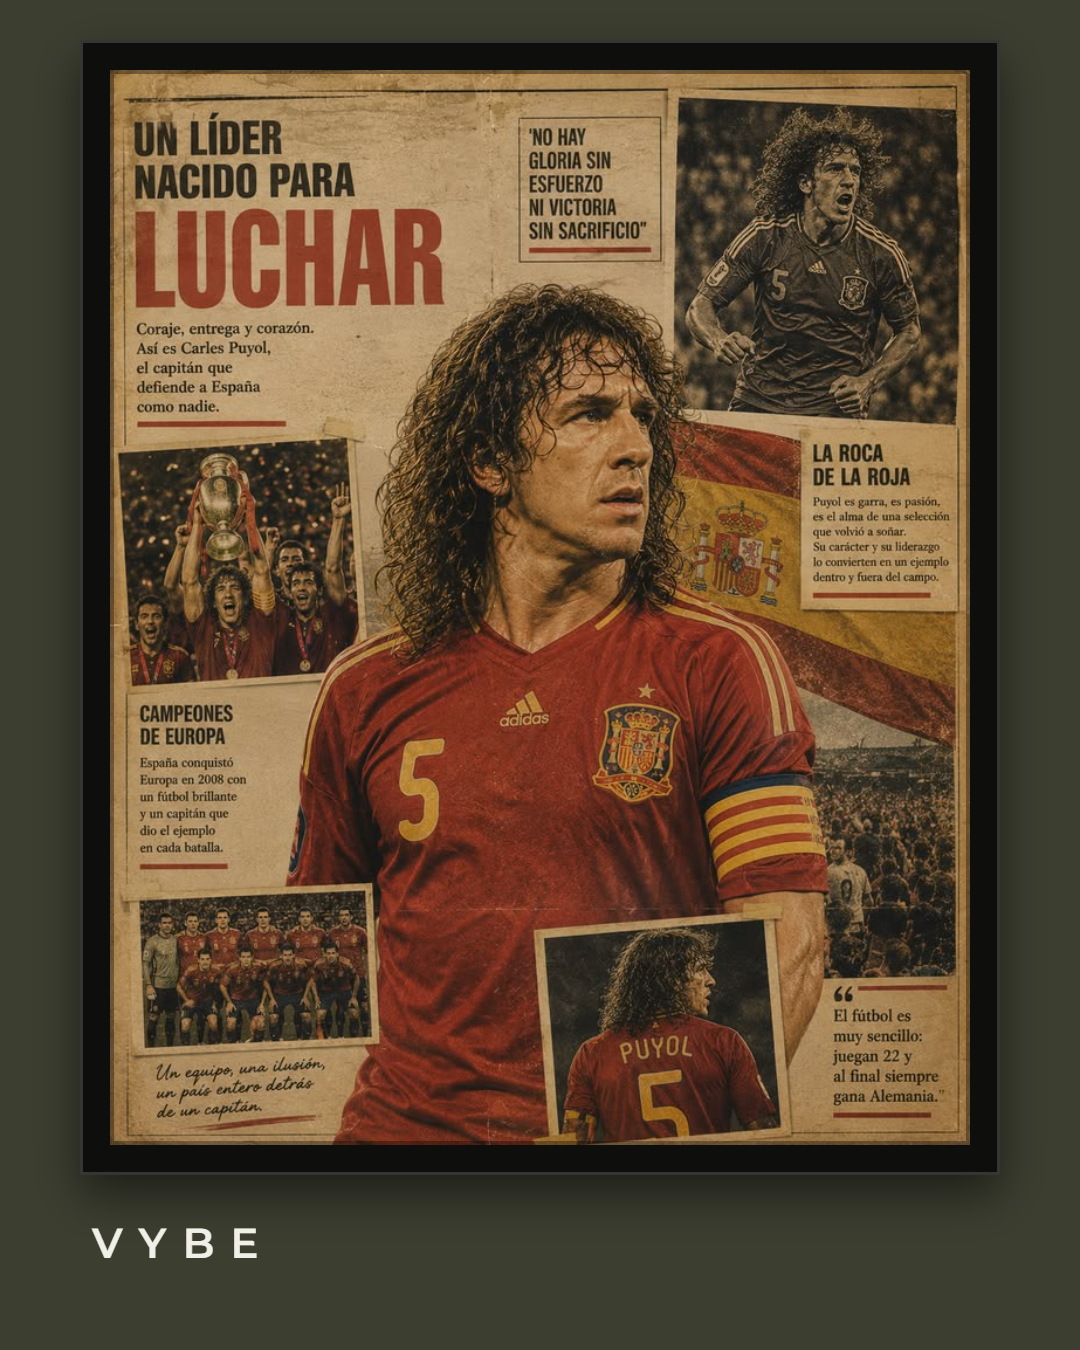 UN LÍDER
NACIDO PARA
LUCHAR
Coraje, entrega y corazón.
Así es Carles Puyol,
el capitán que
defiende a España
como nadie.
'NO HAY
GLORIA SIN
ESFUERZO
NI VICTORIA
SIN SACRIFICIO"
5
LA ROCA
DE LA ROJA
Puyol es garra, es pasión,
es el alma de una selección
que volvió a soñar.
Su carácter y su liderazgo
lo convierten en un ejemplo
dentro y fuera del campo.
CAMPEONES
DE EUROPA
España conquistó
Europa en 2008 con
un fútbol brillante
y un capitán que
dio el ejemplo
en cada batalla.
adidas
5
Un equipo, una ilusión,
un país entero detrás
de un capitán.
PUYOL
5
“
El fútbol es
muy sencillo:
juegan 22 y
al final siempre
gana Alemania."
VYBE